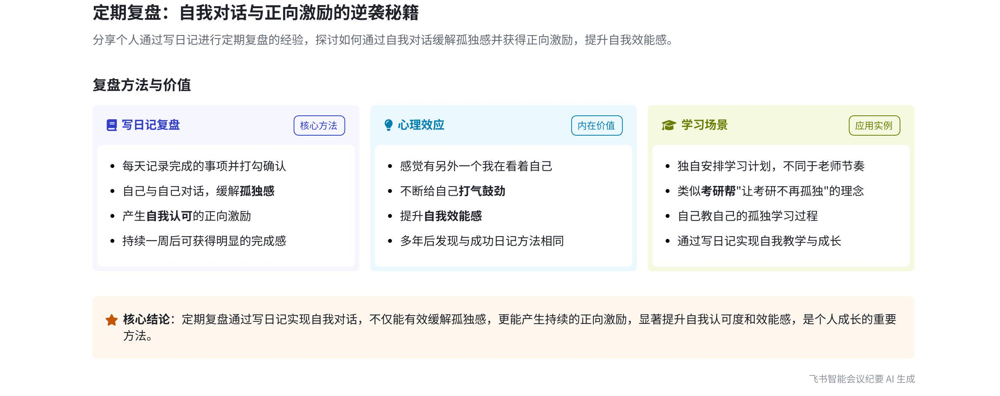 定期复盘：自我对话与正向激励的逆袭秘籍
分享个人通过写日记进行定期复盘的经验，探讨如何通过自我对话缓解孤独感并获得正向激励，提升自我效能感。
复盘方法与价值
写日记复盘
核心方法
每天记录完成的事项并打勾确认
自己与自己对话，缓解孤独感
产生自我认可的正向激励
持续一周后可获得明显的完成感
心理效应
内在价值
感觉有另外一个我在看着自己
不断给自己打气鼓劲
提升自我效能感
多年后发现与成功日记方法相同
学习场景
应用实例
独自安排学习计划，不同于老师节奏
类似考研帮"让考研不再孤独"的理念
自己教自己的孤独学习过程
通过写日记实现自我教学与成长
核心结论：定期复盘通过写日记实现自我对话，不仅能有效缓解孤独感，更能产生持续的正向激励，显著提升自我认可度和效能感，是个人成长的重要
方法。
飞书智能会议纪要 AI 生成